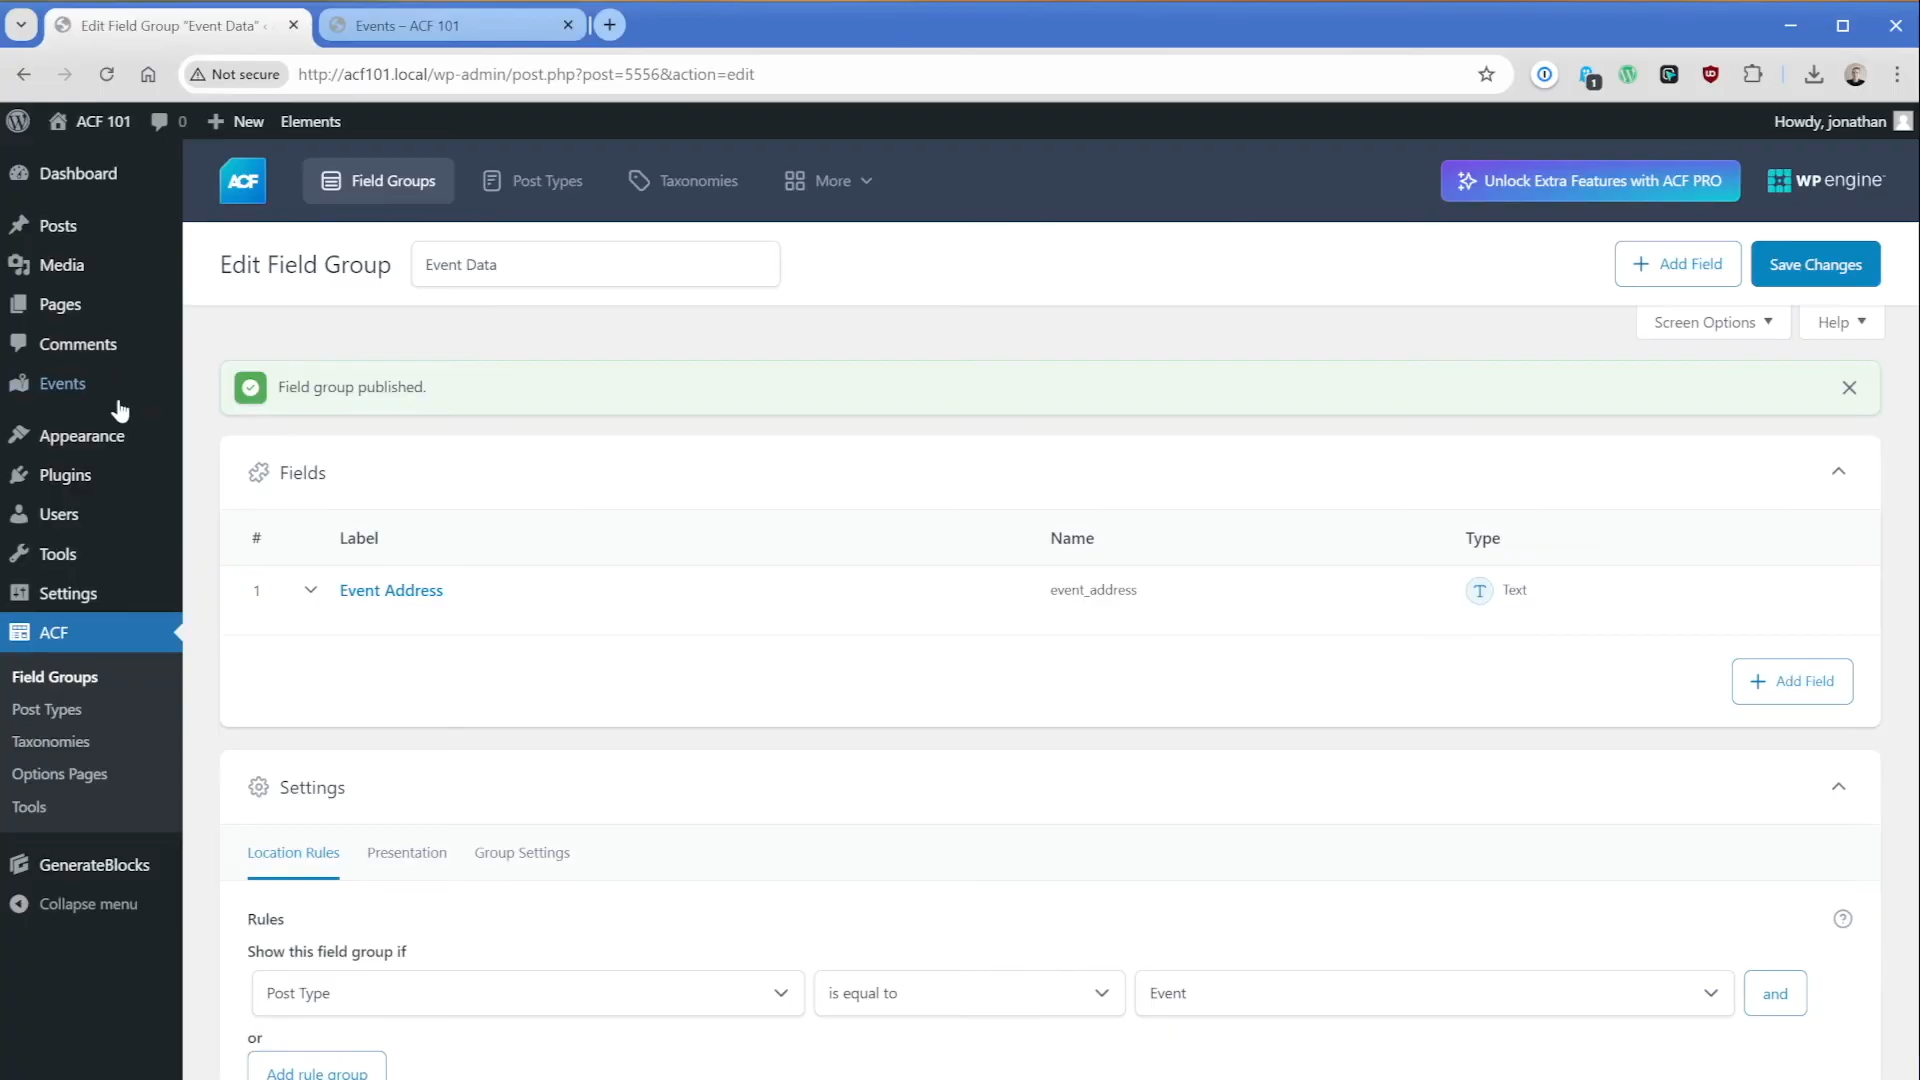 Edit Field Group "Event Data" ‹
Events – ACF 101
Not secure
http://acf101.local/wp-admin/post.php?post=5556&action=edit
1
ACF 101
0
New
Elements
Howdy, jonathan
Dashboard
Posts
Media
Pages
Comments
Events
Appearance
Plugins
Users
Tools
Settings
ACF
Field Groups
Post Types
Taxonomies
Options Pages
Tools
GenerateBlocks
Collapse menu
ACF
Field Groups
Post Types
Taxonomies
More
Unlock Extra Features with ACF PRO
WP engine
Edit Field Group
Event Data
Add Field
Save Changes
Screen Options
Help
Field group published.
Fields
# Label Name Type
1 Event Address event_address T Text
Add Field
Settings
Location Rules
Presentation
Group Settings
Rules
Show this field group if
Post Type
is equal to
Event
and
or
Add rule group